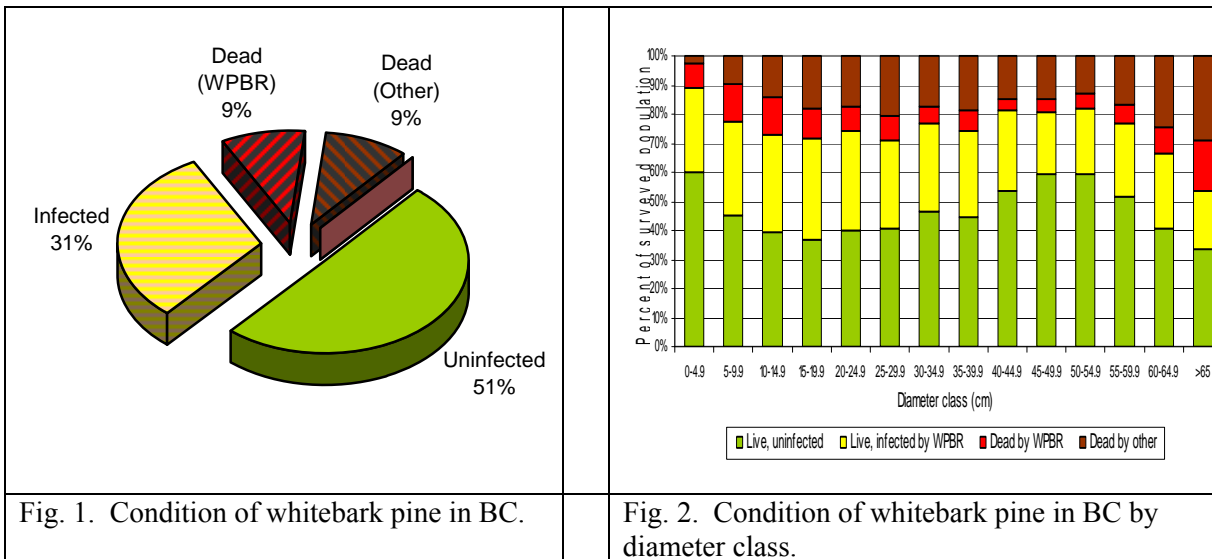 Dead
(WPBR)
9%
Dead
(Other)
9%
Infected
31%
Uninfected
51%
Fig. 1. Condition of whitebark pine in BC.
100%
90%
80%
70%
60%
50%
40%
30%
20%
10%
0%
Percent of surveyed population
0-4.9 5-9.9 10-14.9 15-19.9 20-24.9 25-29.9 30-34.9 35-39.9 40-44.9 45-49.9 50-54.9 55-59.9 60-64.9 >65
Diameter class (cm)
Live, uninfected Live, infected by WPBR Dead by WPBR Dead by other
Fig. 2. Condition of whitebark pine in BC by
diameter class.